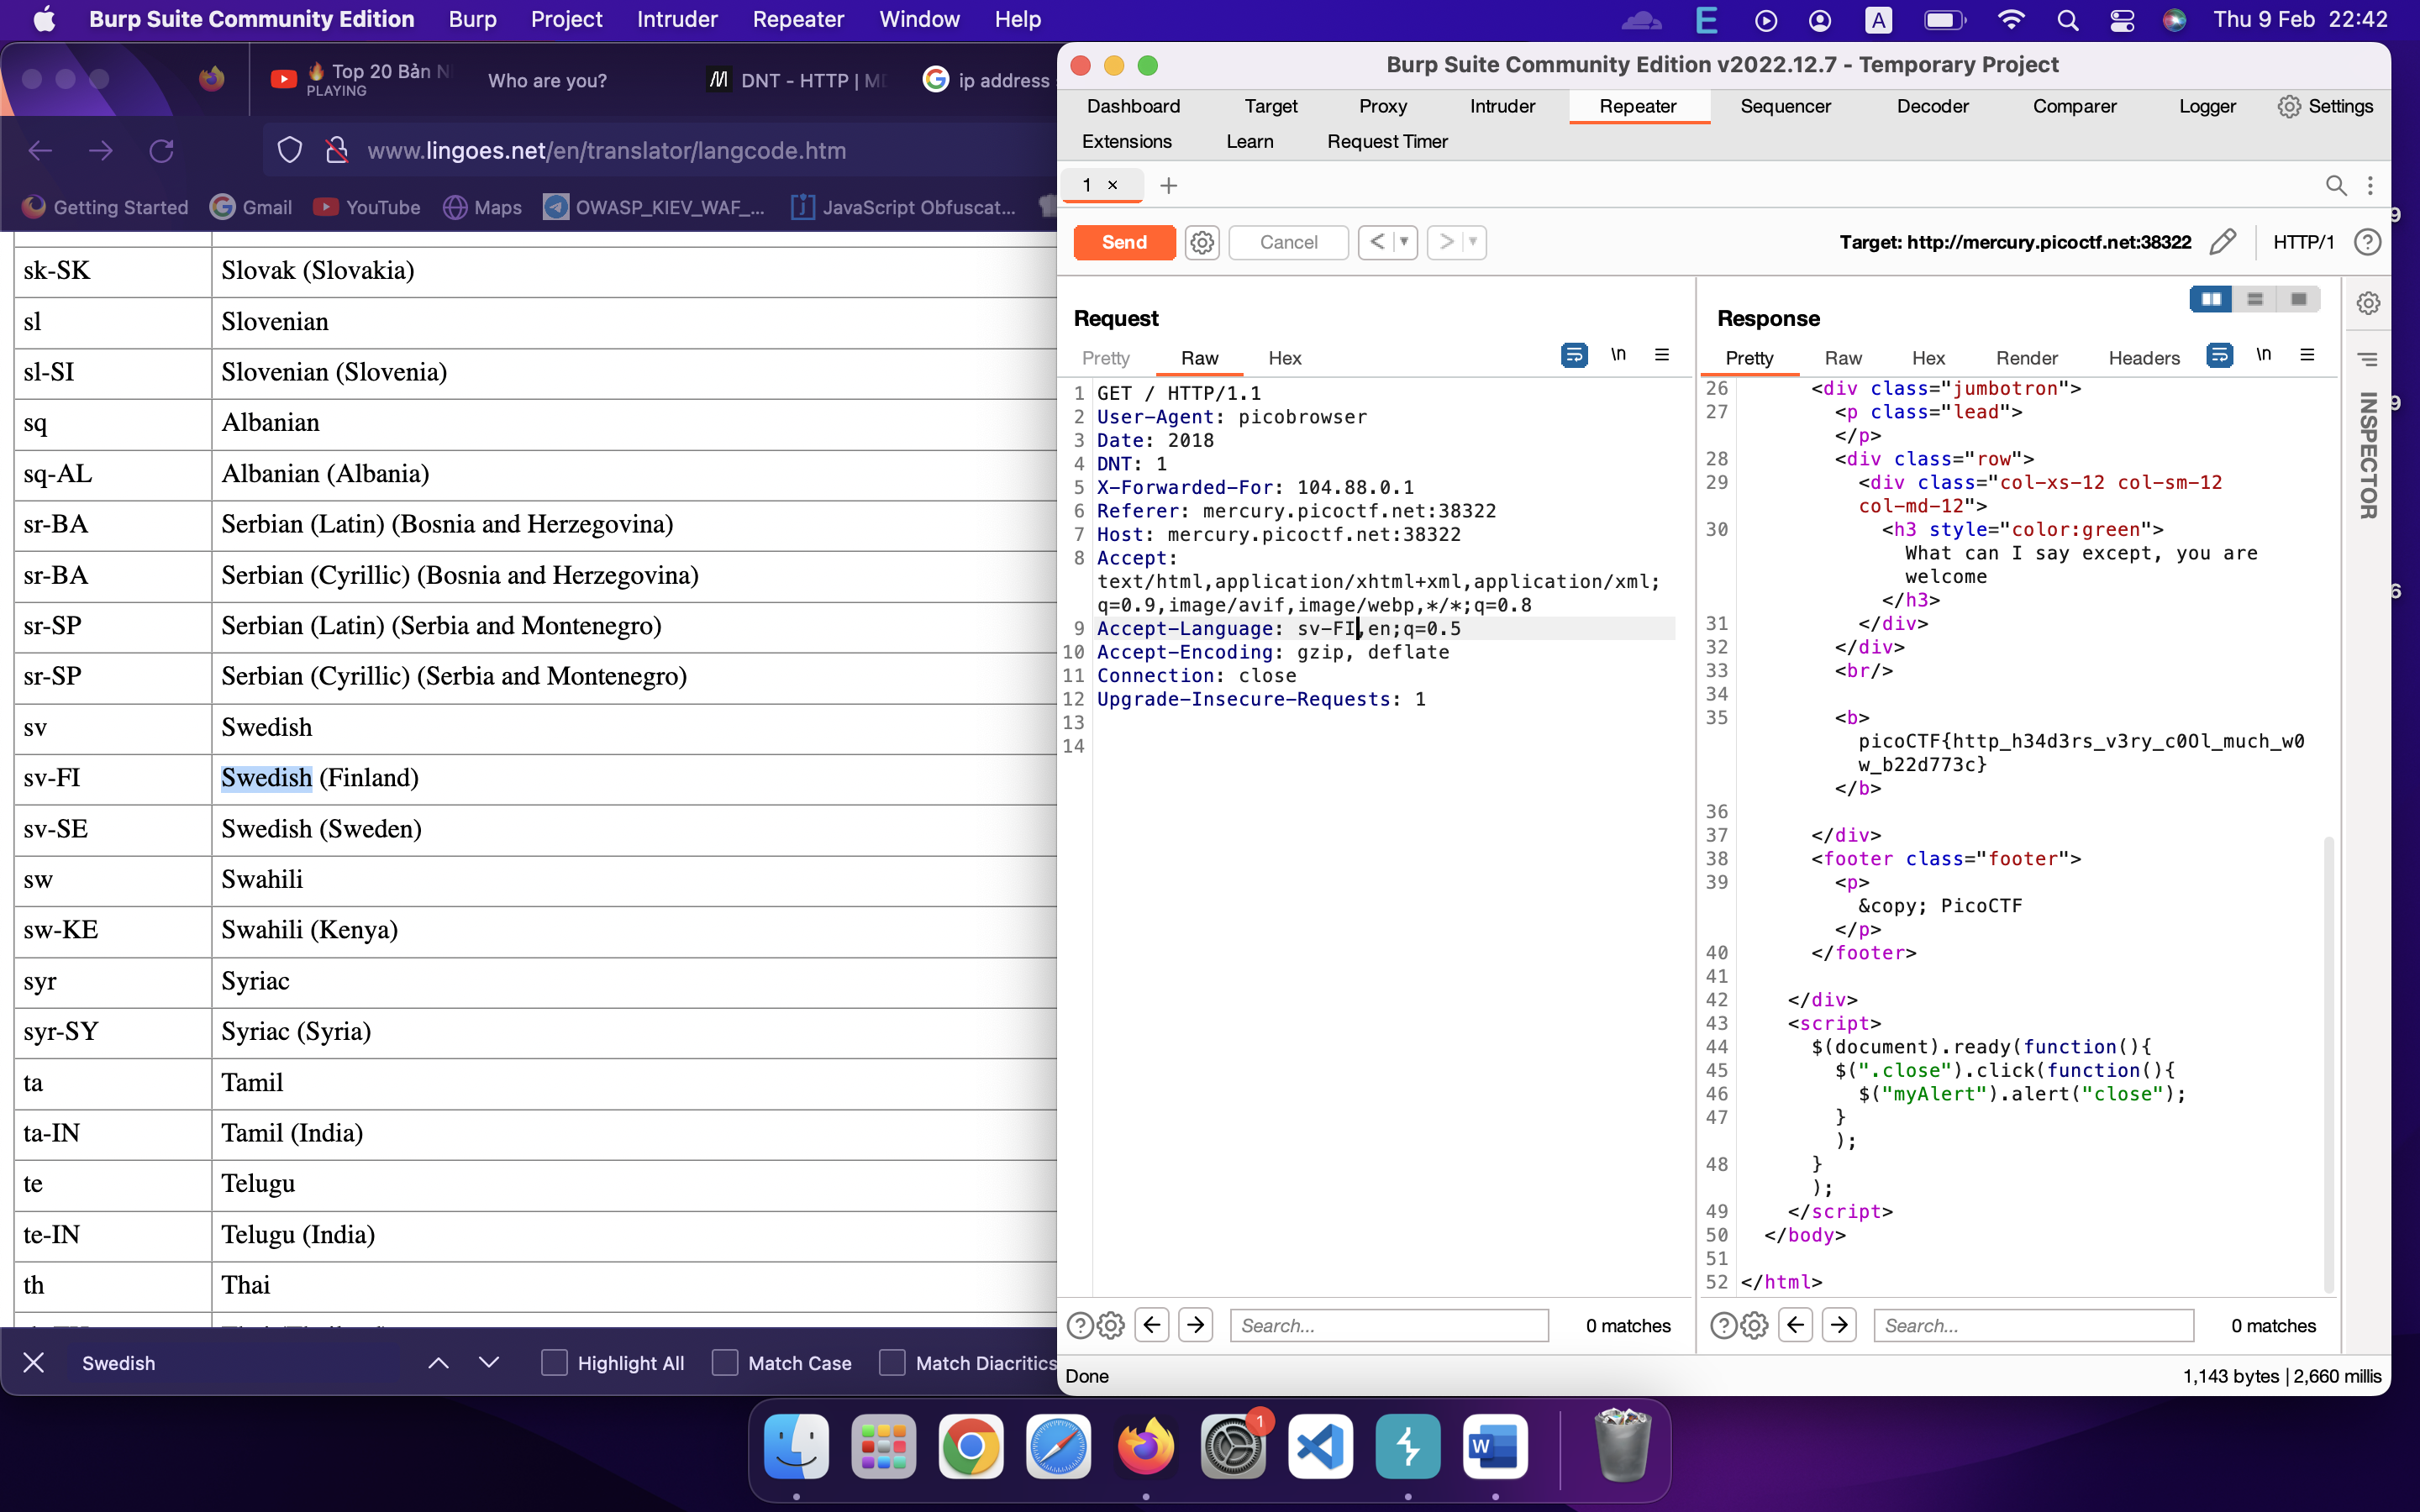 Burp Suite Community Edition Burp Project Intruder Repeater Window Help E A Thu 9 Feb 22:42
🔥 Top 20 Bản N
PLAYING
Who are you?
DNT - HTTP | M
ip address
www.lingoes.net/en/translator/langcode.htm
Getting Started Gmail YouTube Maps OWASP_KIEV_WAF_... JavaScript Obfuscat...
sk-SK Slovak (Slovakia)
sl Slovenian
sl-SI Slovenian (Slovenia)
sq Albanian
sq-AL Albanian (Albania)
sr-BA Serbian (Latin) (Bosnia and Herzegovina)
sr-BA Serbian (Cyrillic) (Bosnia and Herzegovina)
sr-SP Serbian (Latin) (Serbia and Montenegro)
sr-SP Serbian (Cyrillic) (Serbia and Montenegro)
sv Swedish
sv-FI Swedish (Finland)
sv-SE Swedish (Sweden)
sw Swahili
sw-KE Swahili (Kenya)
syr Syriac
syr-SY Syriac (Syria)
ta Tamil
ta-IN Tamil (India)
te Telugu
te-IN Telugu (India)
th Thai
Swedish Highlight All Match Case Match Diacritics
Burp Suite Community Edition v2022.12.7 - Temporary Project
Dashboard Target Proxy Intruder Repeater Sequencer Decoder Comparer Logger Settings
Extensions Learn Request Timer
1 × +
Send Cancel < > Target: http://mercury.picoctf.net:38322 HTTP/1 ?
Request
Pretty Raw Hex \n
1 GET / HTTP/1.1
2 User-Agent: picobrowser
3 Date: 2018
4 DNT: 1
5 X-Forwarded-For: 104.88.0.1
6 Referer: mercury.picoctf.net:38322
7 Host: mercury.picoctf.net:38322
8 Accept:
text/html,application/xhtml+xml,application/xml;
q=0.9,image/avif,image/webp,*/*;q=0.8
9 Accept-Language: sv-FI,en;q=0.5
10 Accept-Encoding: gzip, deflate
11 Connection: close
12 Upgrade-Insecure-Requests: 1
13
14
? Search... 0 matches
Response
Pretty Raw Hex Render Headers \n
26 <div class="jumbotron">
27 <p class="lead">
</p>
28 <div class="row">
29 <div class="col-xs-12 col-sm-12
col-md-12">
30 <h3 style="color:green">
What can I say except, you are
welcome
</h3>
31 </div>
32 </div>
33 <br/>
34
35 <b>
picoCTF{http_h34d3rs_v3ry_c0Ol_much_w0
w_b22d773c}
</b>
36
37 </div>
38 <footer class="footer">
39 <p>
&copy; PicoCTF
</p>
40 </footer>
41
42 </div>
43 <script>
44 $(document).ready(function(){
45 $(".close").click(function(){
46 $("myAlert").alert("close");
47 }
);
48 }
);
49 </script>
50 </body>
51
52 </html>
? Search... 0 matches
INSPECTOR
9
9
6
Done 1,143 bytes | 2,660 millis
1
W